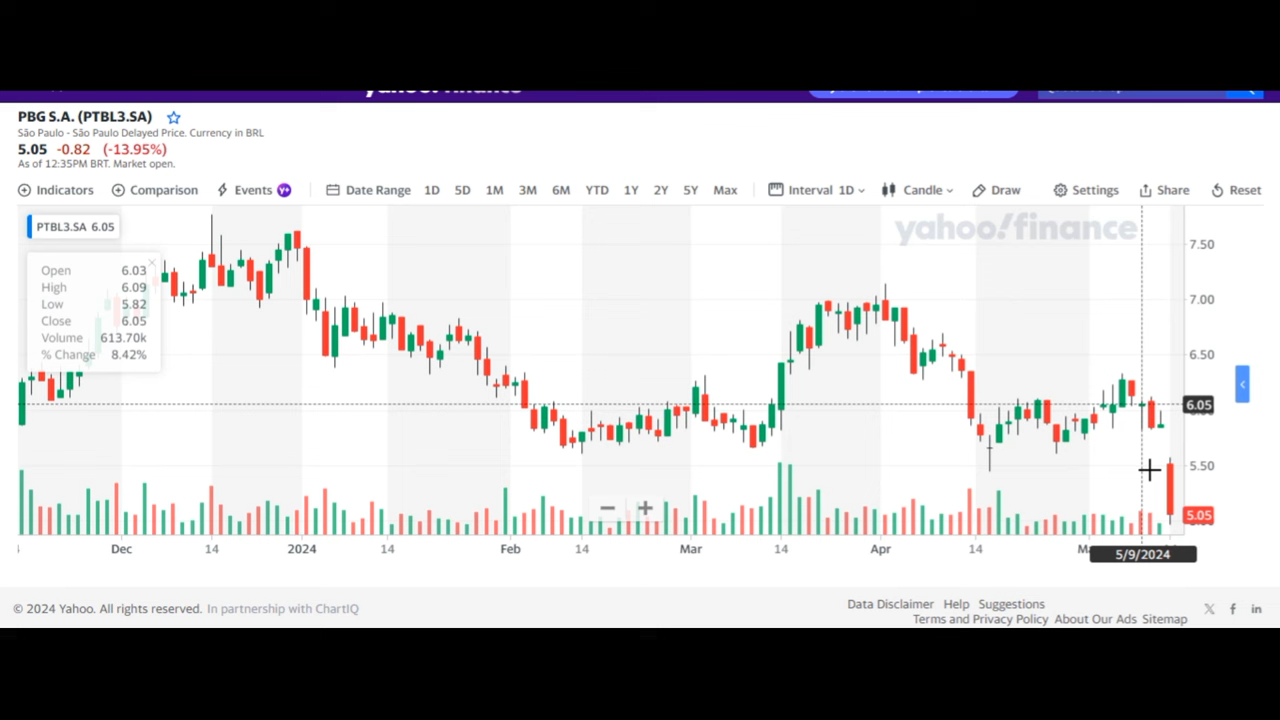 yahoo! finance
PBG S.A. (PTBL3.SA)
São Paulo - São Paulo Delayed Price. Currency in BRL
5.05 -0.82 (-13.95%)
As of 12:35PM BRT. Market open.
Indicators Comparison Events Y+ Date Range 1D 5D 1M 3M 6M YTD 1Y 2Y 5Y Max Interval 1D Candle Draw Settings Share Reset
PTBL3.SA 6.05
yahoo!finance
Open 6.03
High 6.09
Low 5.82
Close 6.05
Volume 613.70k
% Change 8.42%
7.50
7.00
6.50
6.05
5.50
5.05
Dec 14 2024 14 Feb 14 Mar 14 Apr 14
5/9/2024
© 2024 Yahoo. All rights reserved. In partnership with ChartIQ
Data Disclaimer Help Suggestions
Terms and Privacy Policy About Our Ads Sitemap